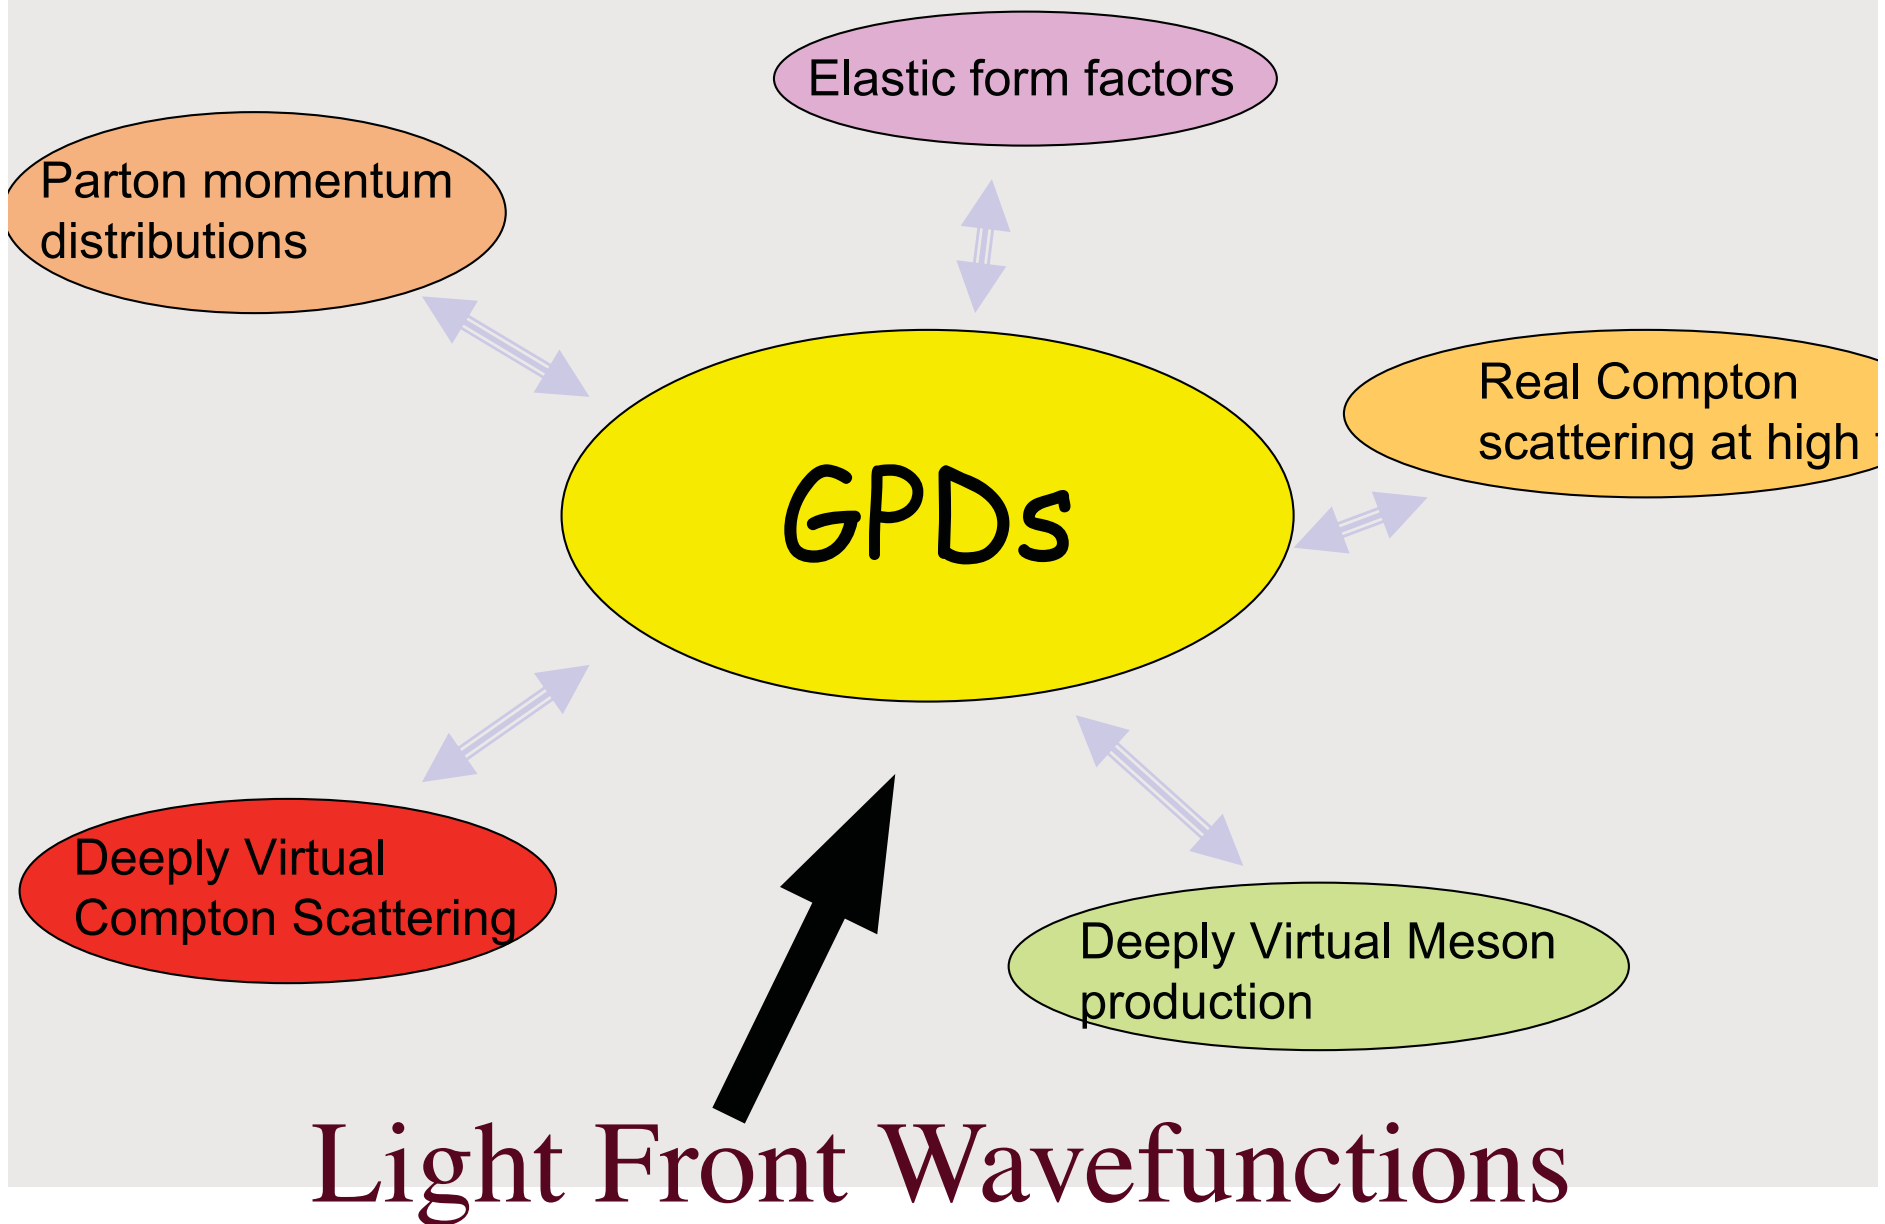 Elastic form factors
Parton momentum
distributions
Real Compton
scattering at high
GPDs
Deeply Virtual
Compton Scattering
Deeply Virtual Meson
production
Light Front Wavefunctions